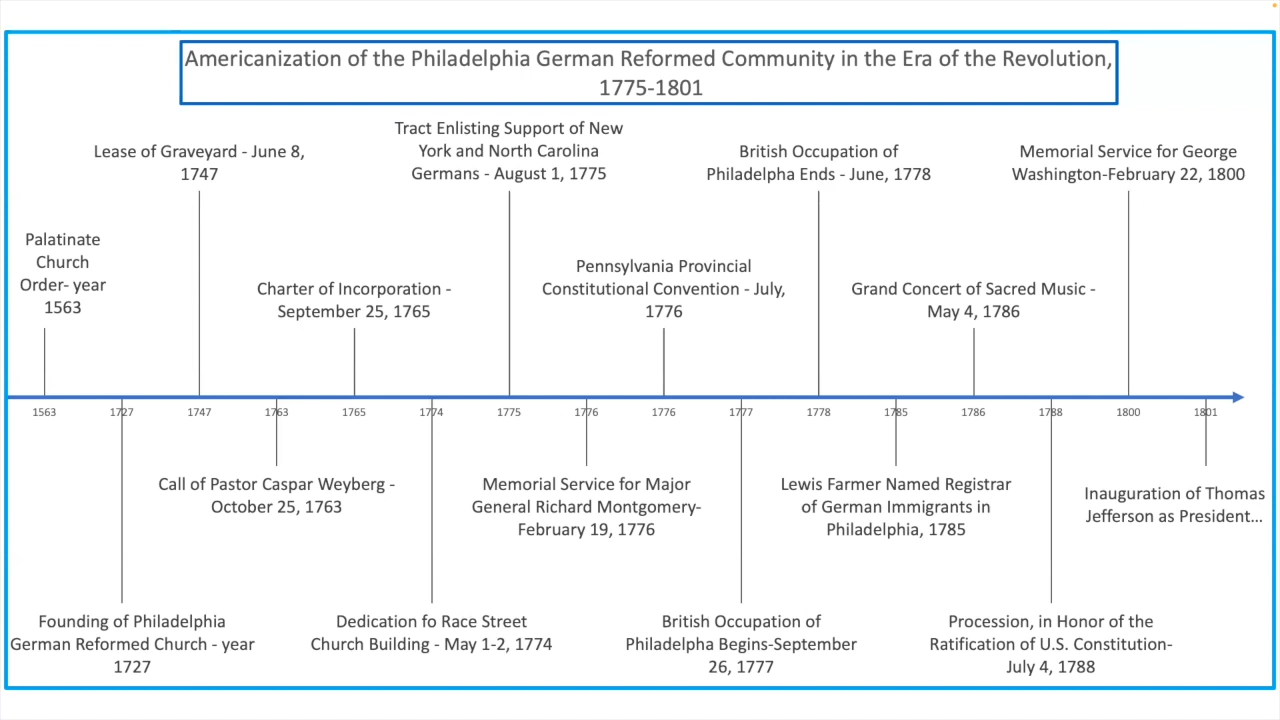 Americanization of the Philadelphia German Reformed Community in the Era of the Revolution,
1775-1801
Lease of Graveyard - June 8,
1747
Tract Enlisting Support of New
York and North Carolina
Germans - August 1, 1775
British Occupation of
Philadelpha Ends - June, 1778
Memorial Service for George
Washington-February 22, 1800
Palatinate
Church
Order- year
1563
Charter of Incorporation -
September 25, 1765
Pennsylvania Provincial
Constitutional Convention - July,
1776
Grand Concert of Sacred Music -
May 4, 1786
1563 1727 1747 1763 1765 1774 1775 1776 1776 1777 1778 1785 1786 1788 1800 1801
Call of Pastor Caspar Weyberg -
October 25, 1763
Memorial Service for Major
General Richard Montgomery-
February 19, 1776
Lewis Farmer Named Registrar
of German Immigrants in
Philadelphia, 1785
Inauguration of Thomas
Jefferson as President...
Founding of Philadelphia
German Reformed Church - year
1727
Dedication fo Race Street
Church Building - May 1-2, 1774
British Occupation of
Philadelpha Begins-September
26, 1777
Procession, in Honor of the
Ratification of U.S. Constitution-
July 4, 1788